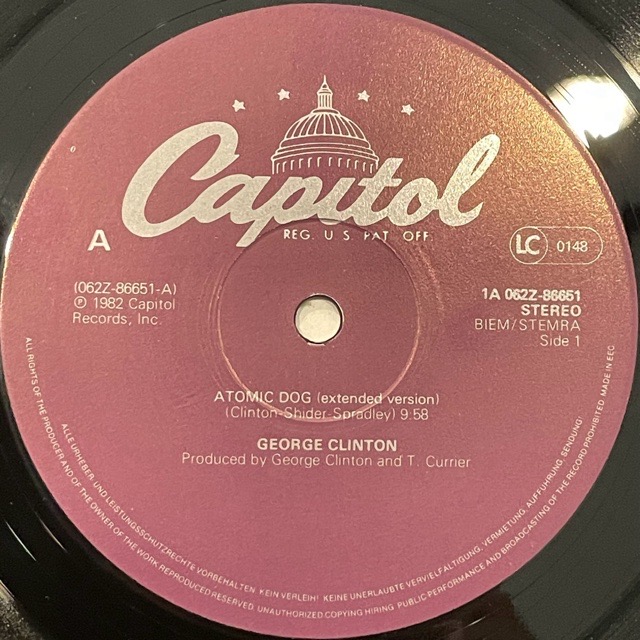 Capitol
REG. U.S. PAT. OFF.
A
LC 0148
(062Z-86651-A)
℗ 1982 Capitol
Records, Inc.
1A 062Z-86651
STEREO
BIEM/STEMRA
Side 1
ATOMIC DOG (extended version)
(Clinton-Shider-Spradley) 9:58
GEORGE CLINTON
Produced by George Clinton and T. Currier
ALLE URHEBER- UND LEISTUNGSSCHUTZRECHTE VORBEHALTEN. KEIN VERLEIH! KEINE UNERLAUBTE VERVIELFÄLTIGUNG, VERMIETUNG, AUFFÜHRUNG, SENDUNG!
ALL RIGHTS OF THE PRODUCER AND OF THE OWNER OF THE WORK REPRODUCED RESERVED. UNAUTHORIZED COPYING HIRING PUBLIC PERFORMANCE AND BROADCASTING OF THE RECORD PROHIBITED. MADE IN EEC